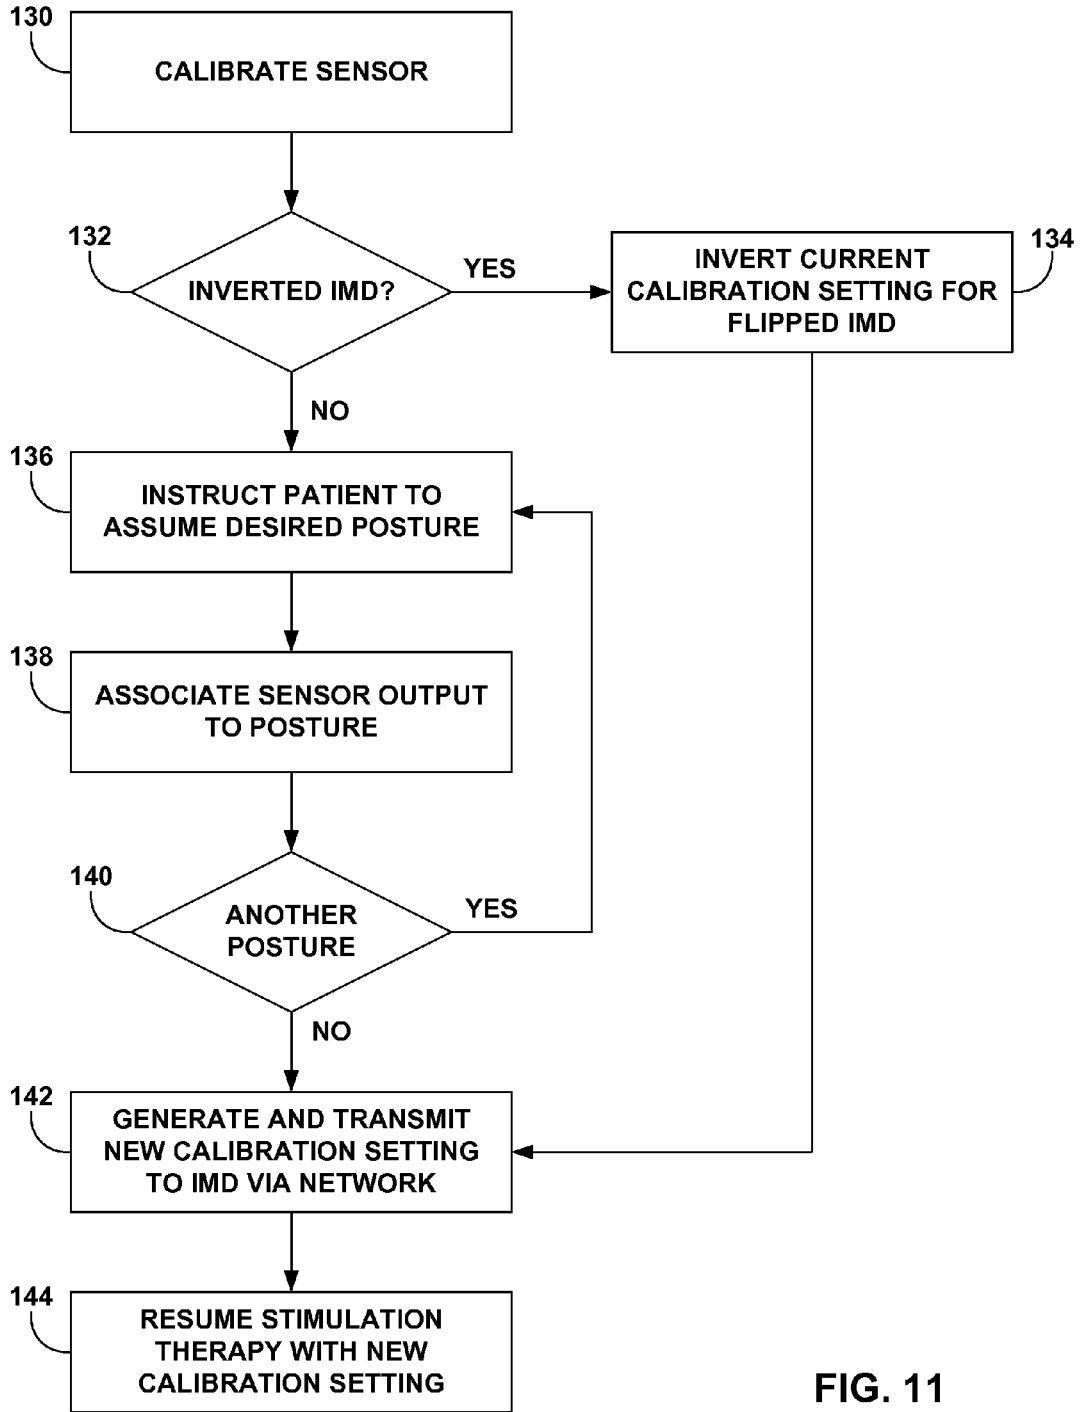 130
CALIBRATE SENSOR
132
INVERTED IMD?
YES
INVERT CURRENT
CALIBRATION SETTING FOR
FLIPPED IMD
134
NO
136
INSTRUCT PATIENT TO
ASSUME DESIRED POSTURE
138
ASSOCIATE SENSOR OUTPUT
TO POSTURE
140
ANOTHER
POSTURE
YES
NO
142
GENERATE AND TRANSMIT
NEW CALIBRATION SETTING
TO IMD VIA NETWORK
144
RESUME STIMULATION
THERAPY WITH NEW
CALIBRATION SETTING
FIG. 11